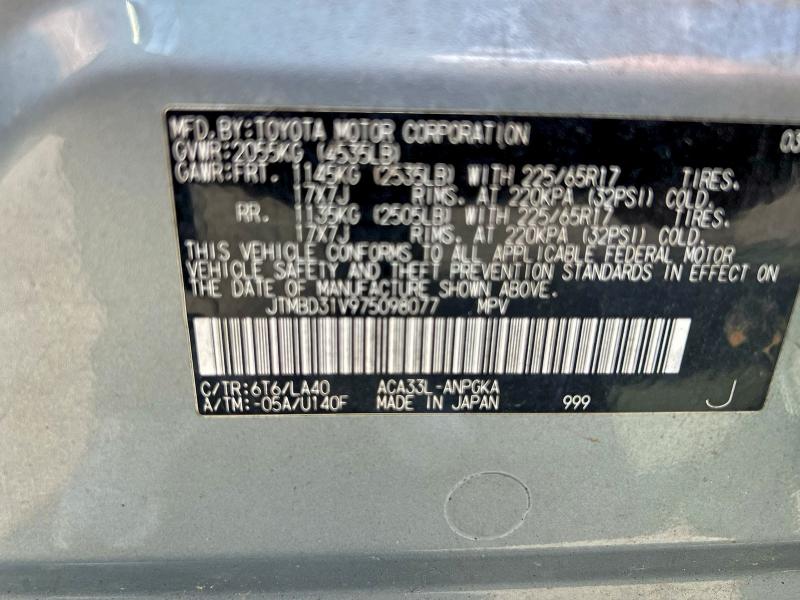 MFD.BY:TOYOTA MOTOR CORPORATION 03
GVWR:2055KG (4535LB)
GAWR:FRT. 1145KG (2535LB) WITH 225/65R17 TIRES.
17X7J RIMS. AT 220KPA (32PSI) COLD.
RR. 1135KG (2505LB) WITH 225/65R17 TIRES.
17X7J RIMS. AT 220KPA (32PSI) COLD.
THIS VEHICLE CONFORMS TO ALL APPLICABLE FEDERAL MOTOR
VEHICLE SAFETY AND THEFT PREVENTION STANDARDS IN EFFECT ON
THE DATE OF MANUFACTURE SHOWN ABOVE.
JTMBD31V975098077 MPV
C/TR:6T6/LA40 ACA33L-ANPGKA
A/TM:-05A/U140F MADE IN JAPAN 999 J